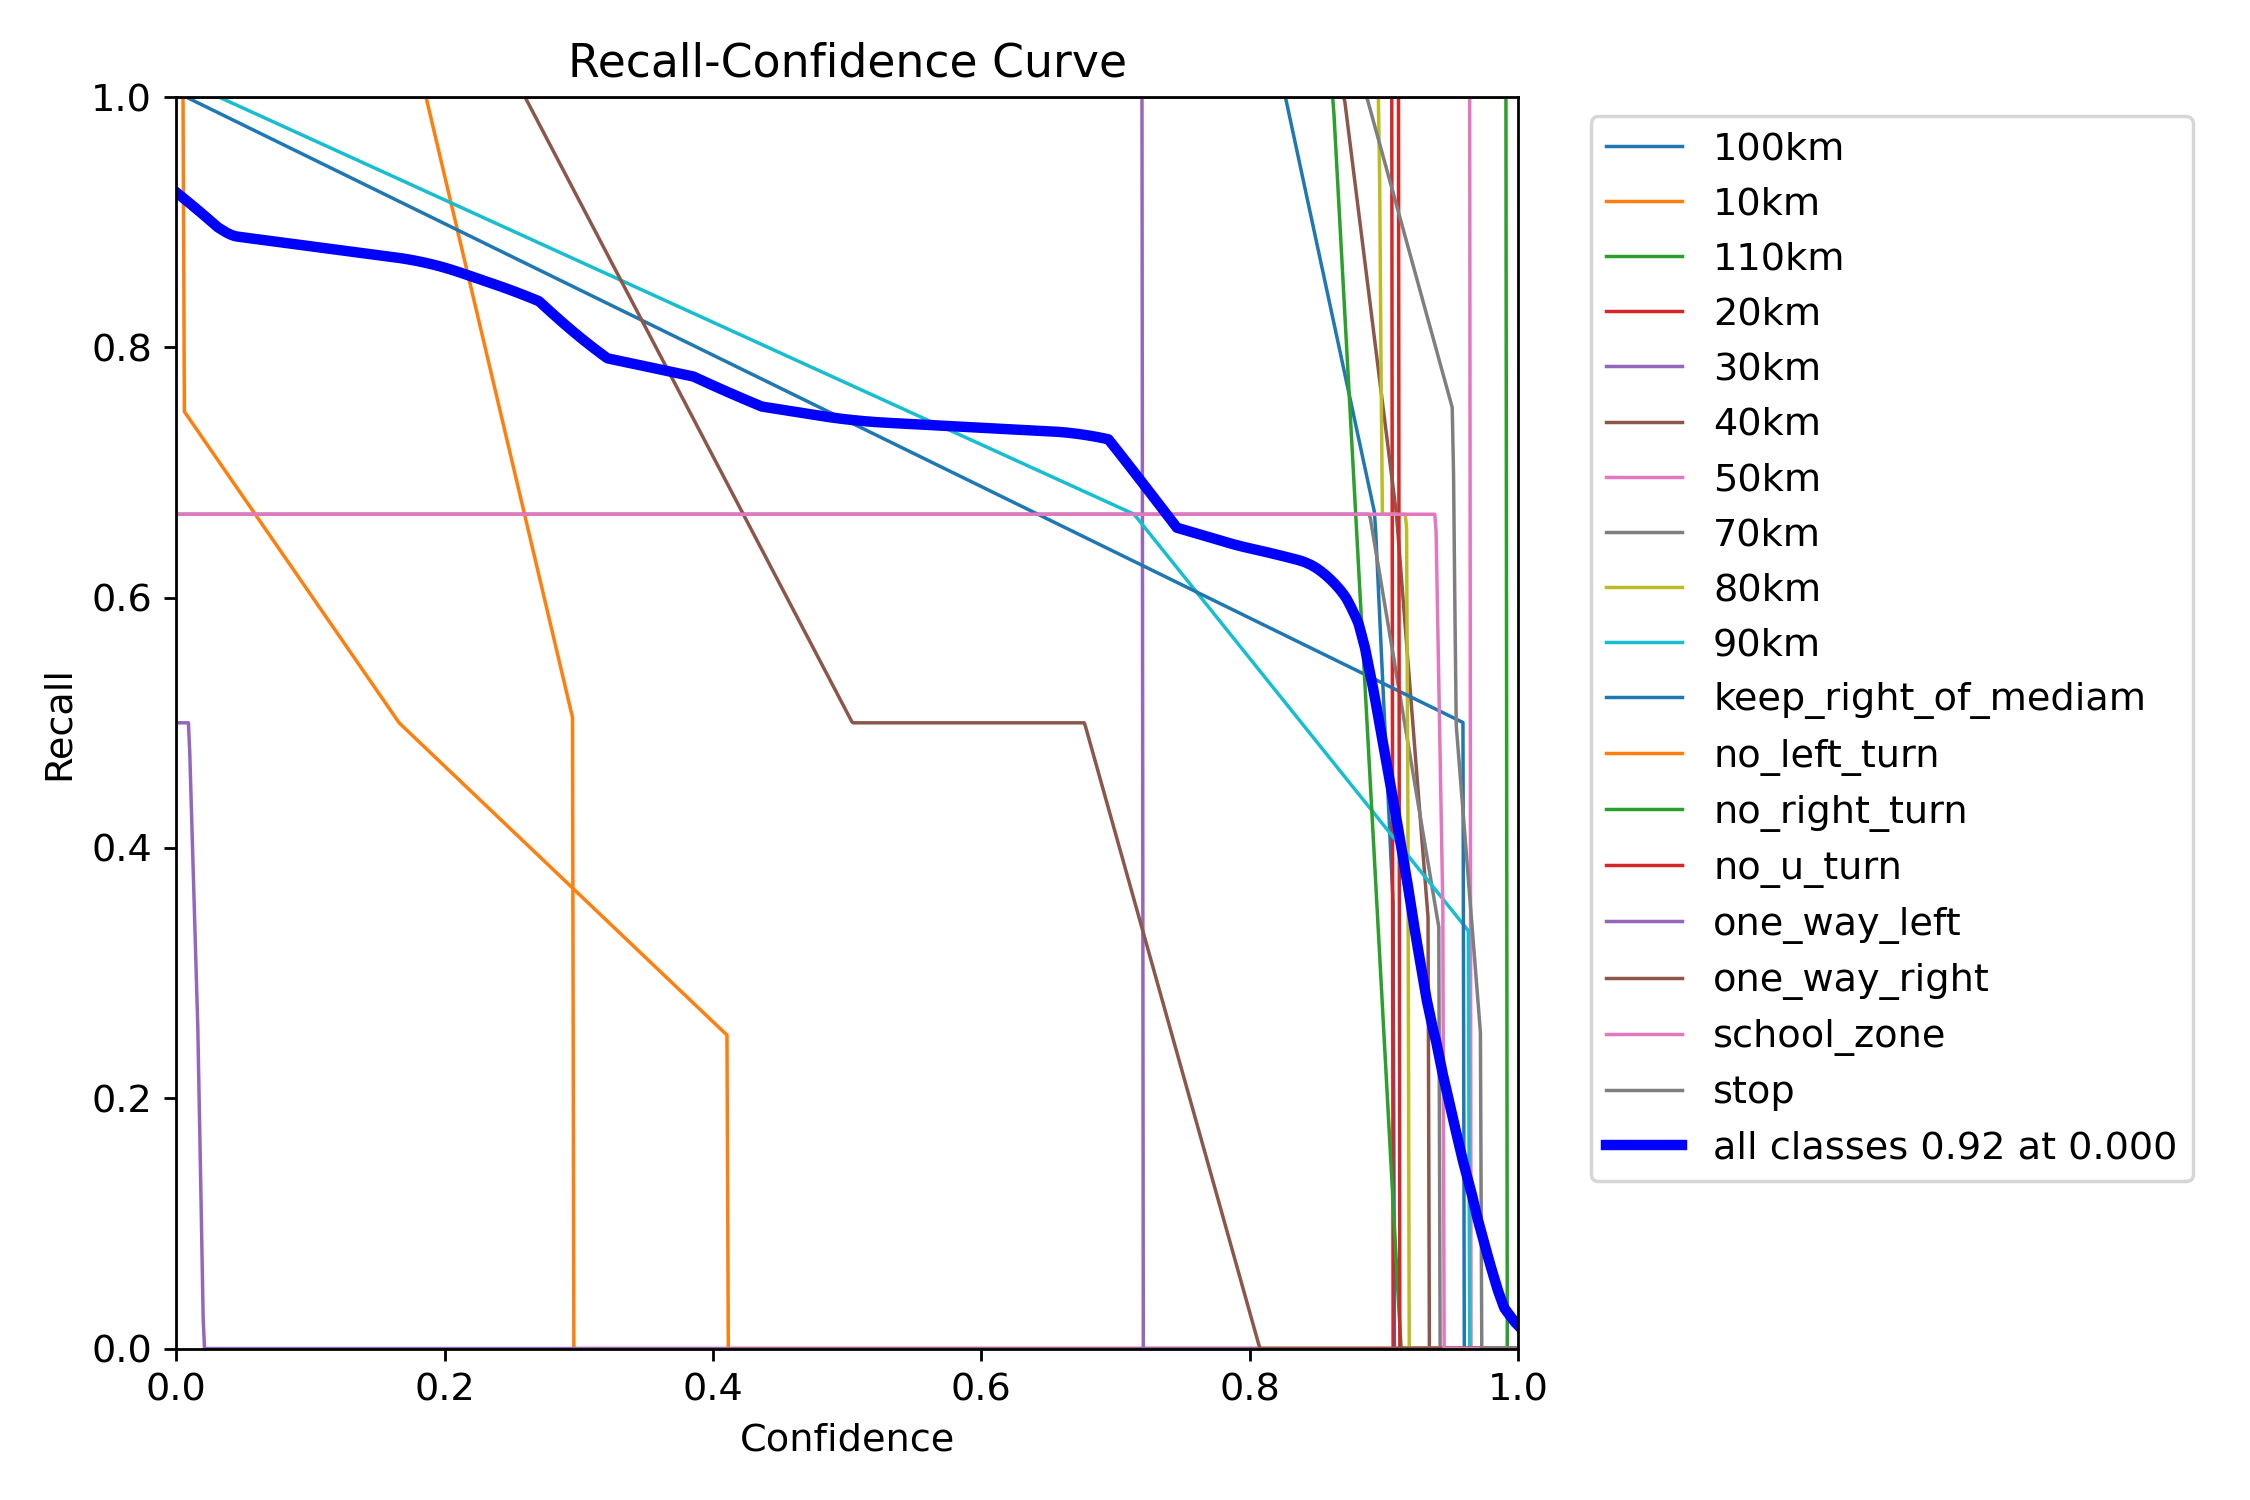 Recall-Confidence Curve
1.0
0.8
0.6
0.4
0.2
0.0
Recall
0.0 0.2 0.4 0.6 0.8 1.0
Confidence
100km
10km
110km
20km
30km
40km
50km
70km
80km
90km
keep_right_of_mediam
no_left_turn
no_right_turn
no_u_turn
one_way_left
one_way_right
school_zone
stop
all classes 0.92 at 0.000